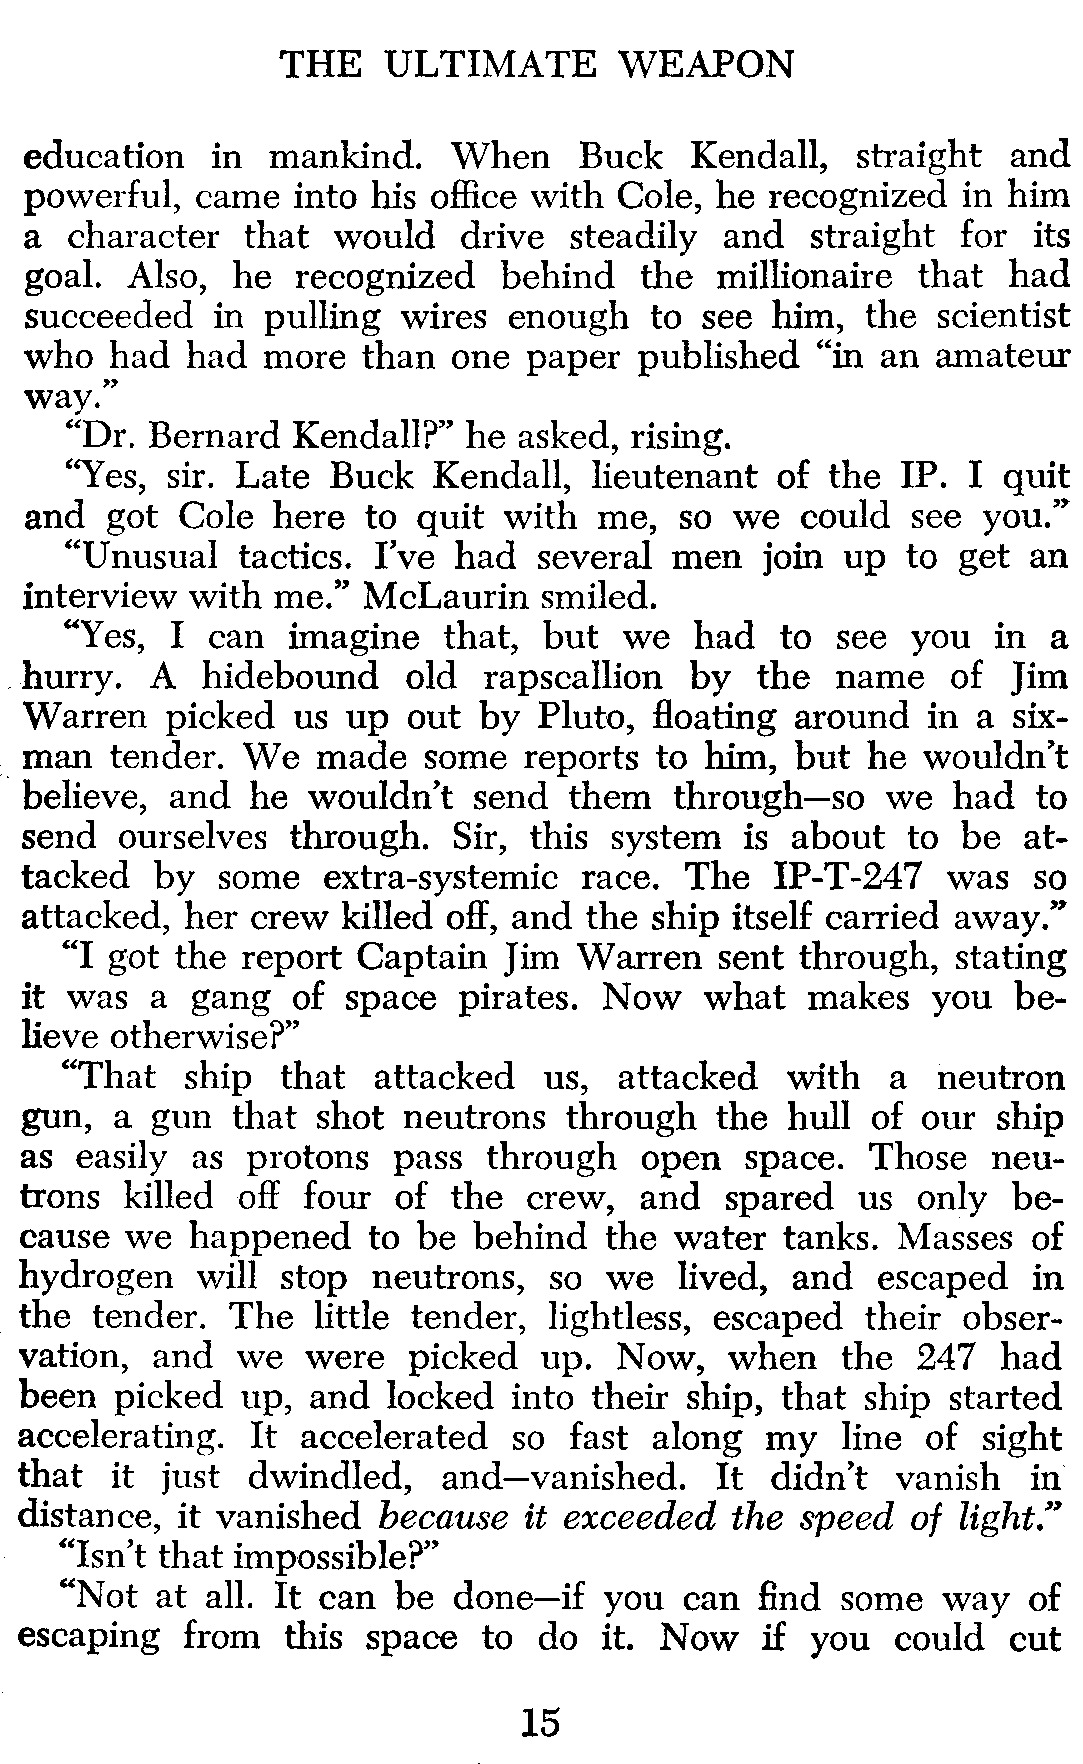 THE ULTIMATE WEAPON
education in mankind. When Buck Kendall, straight and
powerful, came into his office with Cole, he recognized in him
a character that would drive steadily and straight for its
goal. Also, he recognized behind the millionaire that had
succeeded in pulling wires enough to see him, the scientist
who had had more than one paper published “in an amateur
way.”
“Dr. Bernard Kendall?” he asked, rising.
“Yes, sir. Late Buck Kendall, lieutenant of the IP. I quit
and got Cole here to quit with me, so we could see you.”
“Unusual tactics. I’ve had several men join up to get an
interview with me.” McLaurin smiled.
“Yes, I can imagine that, but we had to see you in a
hurry. A hidebound old rapscallion by the name of Jim
Warren picked us up out by Pluto, floating around in a six-
man tender. We made some reports to him, but he wouldn’t
believe, and he wouldn’t send them through—so we had to
send ourselves through. Sir, this system is about to be at-
tacked by some extra-systemic race. The IP-T-247 was so
attacked, her crew killed off, and the ship itself carried away.”
“I got the report Captain Jim Warren sent through, stating
it was a gang of space pirates. Now what makes you be-
lieve otherwise?”
“That ship that attacked us, attacked with a neutron
gun, a gun that shot neutrons through the hull of our ship
as easily as protons pass through open space. Those neu-
trons killed off four of the crew, and spared us only be-
cause we happened to be behind the water tanks. Masses of
hydrogen will stop neutrons, so we lived, and escaped in
the tender. The little tender, lightless, escaped their obser-
vation, and we were picked up. Now, when the 247 had
been picked up, and locked into their ship, that ship started
accelerating. It accelerated so fast along my line of sight
that it just dwindled, and—vanished. It didn’t vanish in
distance, it vanished because it exceeded the speed of light.”
“Isn’t that impossible?”
“Not at all. It can be done—if you can find some way of
escaping from this space to do it. Now if you could cut
15